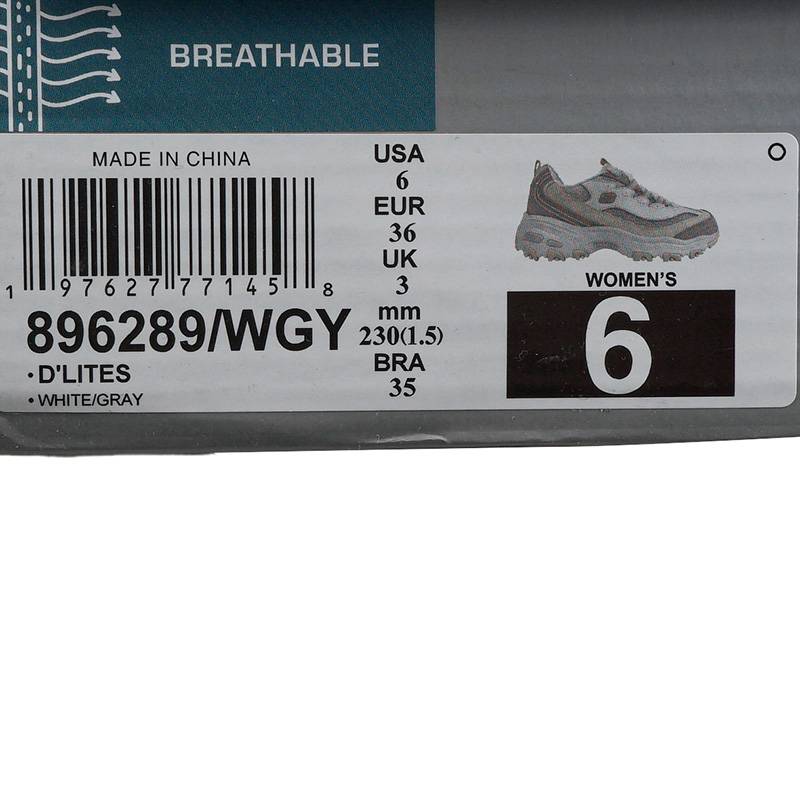 BREATHABLE
MADE IN CHINA
1 97627 77145 8
896289/WGY
• D'LITES
• WHITE/GRAY
USA
6
EUR
36
UK
3
mm
230(1.5)
BRA
35
WOMEN'S
6